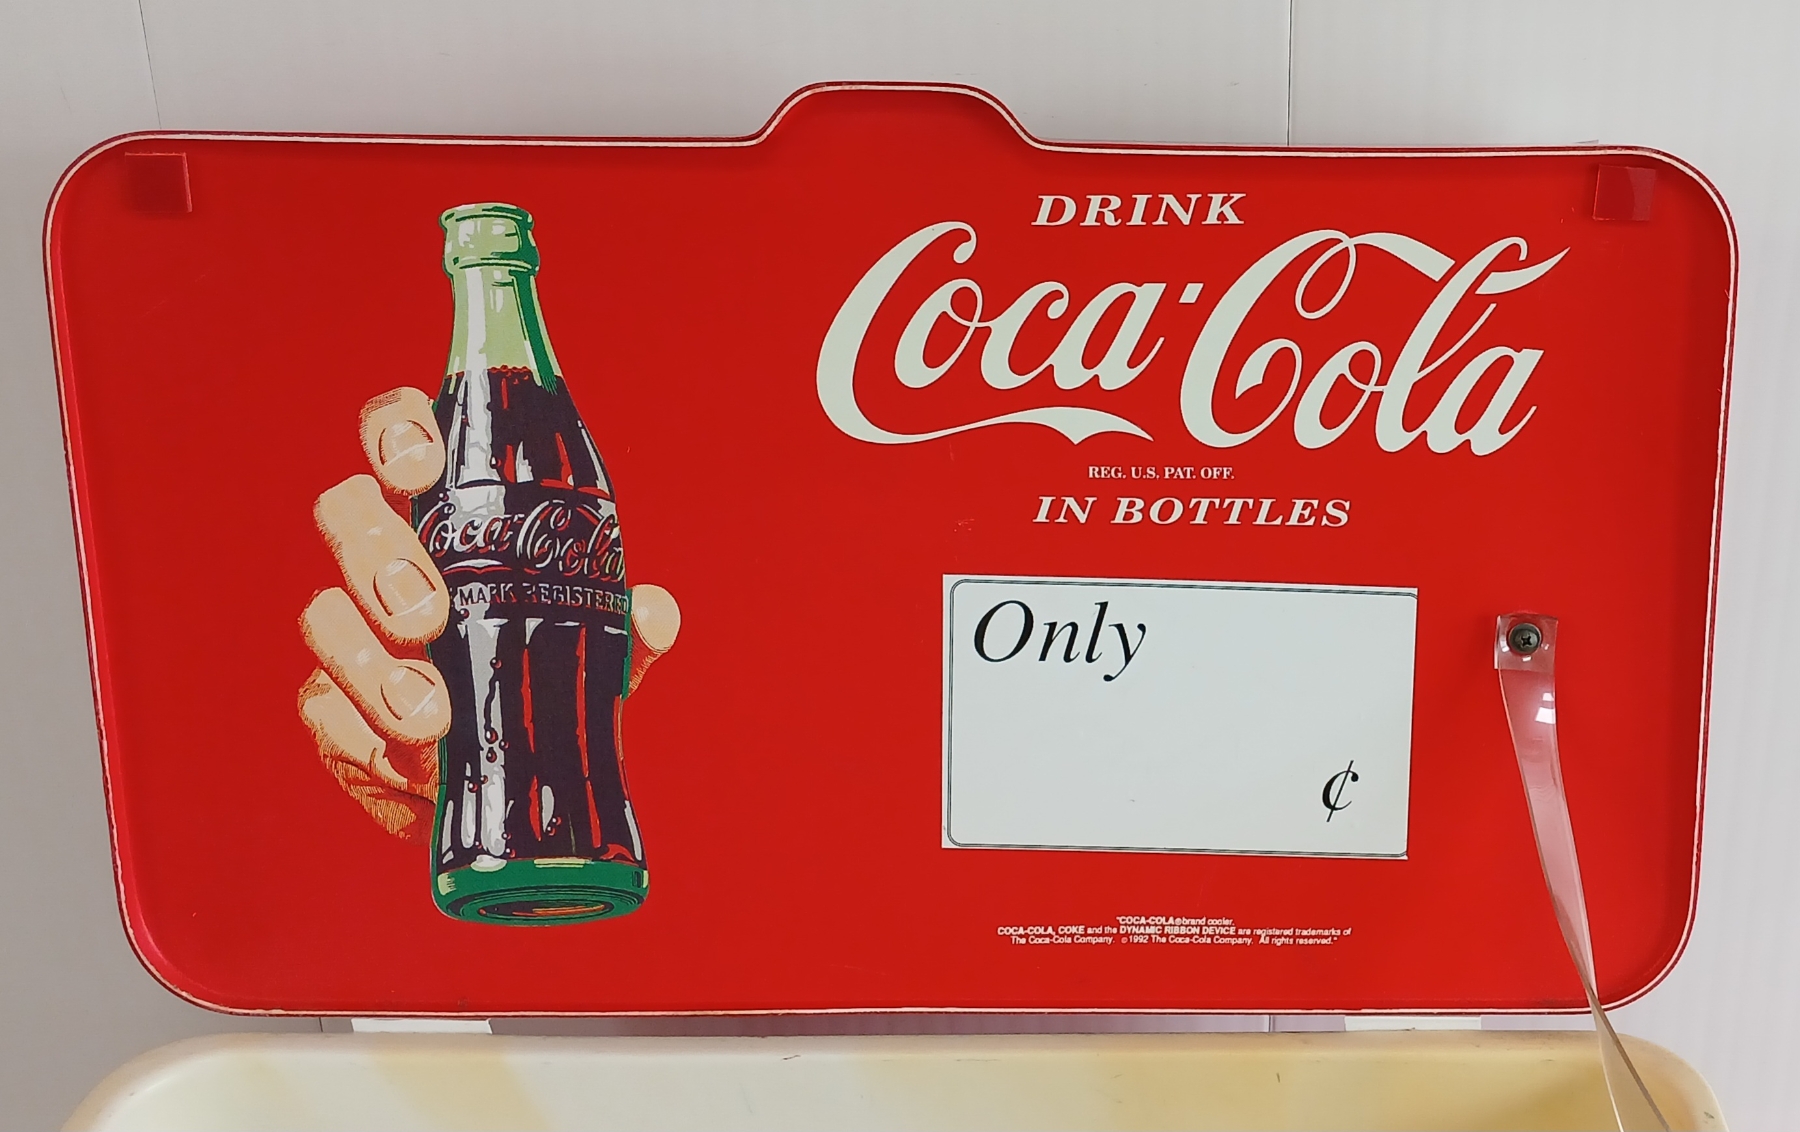 DRINK
Coca-Cola
REG. U.S. PAT. OFF.
IN BOTTLES
Coca-Cola
MARK REGISTERED
Only
¢
"COCA-COLA®brand cooler.
COCA-COLA, COKE and the DYNAMIC RIBBON DEVICE are registered trademarks of
The Coca-Cola Company. ©1992 The Coca-Cola Company. All rights reserved."